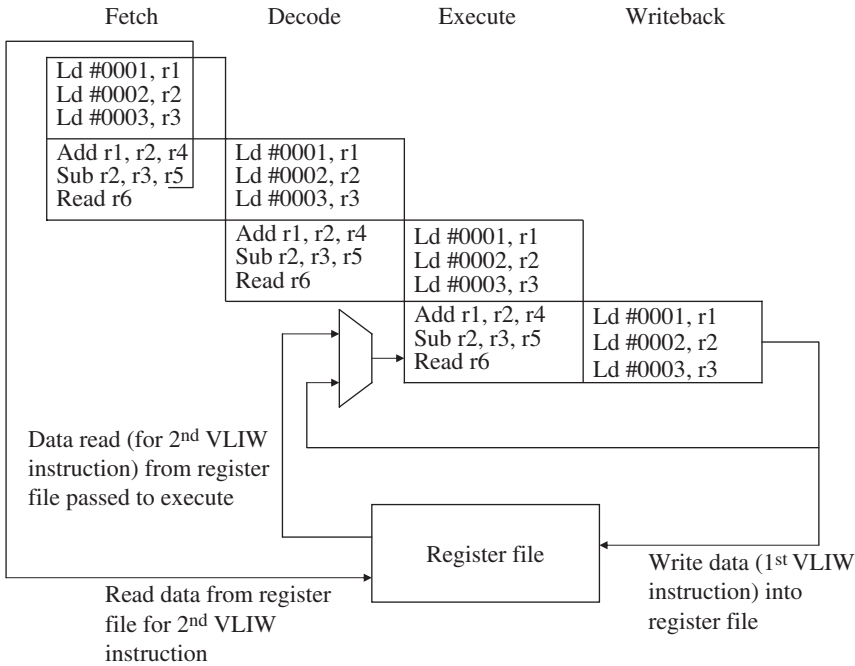 Fetch Decode Execute Writeback
Ld #0001, r1
Ld #0002, r2
Ld #0003, r3
Add r1, r2, r4
Sub r2, r3, r5
Read r6
Ld #0001, r1
Ld #0002, r2
Ld #0003, r3
Add r1, r2, r4
Sub r2, r3, r5
Read r6
Ld #0001, r1
Ld #0002, r2
Ld #0003, r3
Add r1, r2, r4
Sub r2, r3, r5
Read r6
Ld #0001, r1
Ld #0002, r2
Ld #0003, r3
Data read (for 2nd VLIW
instruction) from register
file passed to execute
Register file
Write data (1st VLIW
instruction) into
register file
Read data from register
file for 2nd VLIW
instruction